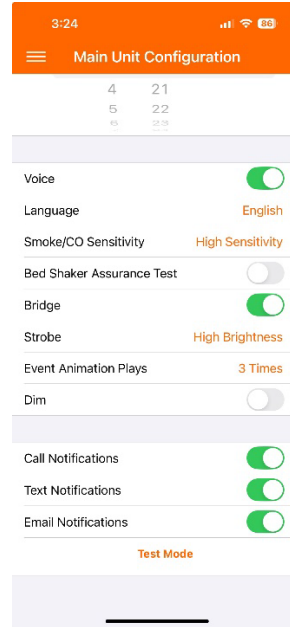 3:24 86
Main Unit Configuration
4 21
5 22
6 23
Voice
Language English
Smoke/CO Sensitivity High Sensitivity
Bed Shaker Assurance Test
Bridge
Strobe High Brightness
Event Animation Plays 3 Times
Dim
Call Notifications
Text Notifications
Email Notifications
Test Mode